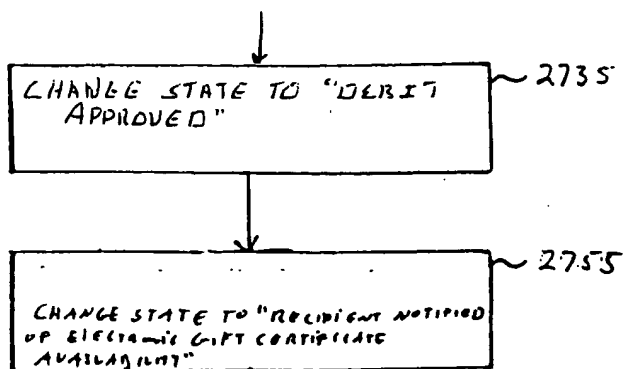 CHANGE STATE TO "DEBIT
APPROVED"
2735
2755
CHANGE STATE TO "RECIPIENT NOTIFIED
OF ELECTRONIC GIFT CERTIFICATE
AVAILABILITY"